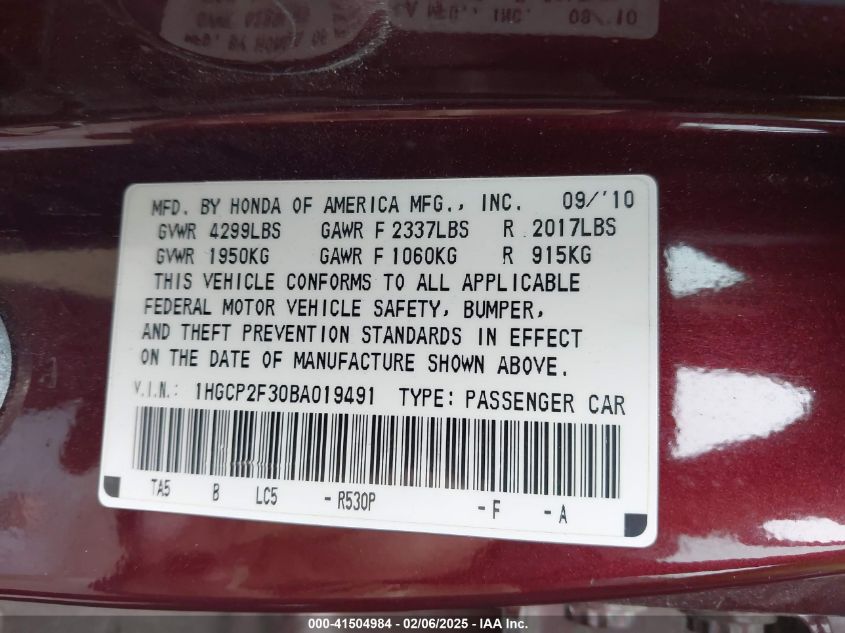 MFD. BY HONDA OF AMERICA MFG., INC. 09/'10
GVWR 4299LBS GAWR F 2337LBS R 2017LBS
GVWR 1950KG GAWR F 1060KG R 915KG
THIS VEHICLE CONFORMS TO ALL APPLICABLE
FEDERAL MOTOR VEHICLE SAFETY, BUMPER,
AND THEFT PREVENTION STANDARDS IN EFFECT
ON THE DATE OF MANUFACTURE SHOWN ABOVE.
V.I.N.: 1HGCP2F30BA019491 TYPE: PASSENGER CAR
TA5 B LC5 - R530P - F - A
000-41504984 - 02/06/2025 - IAA Inc.